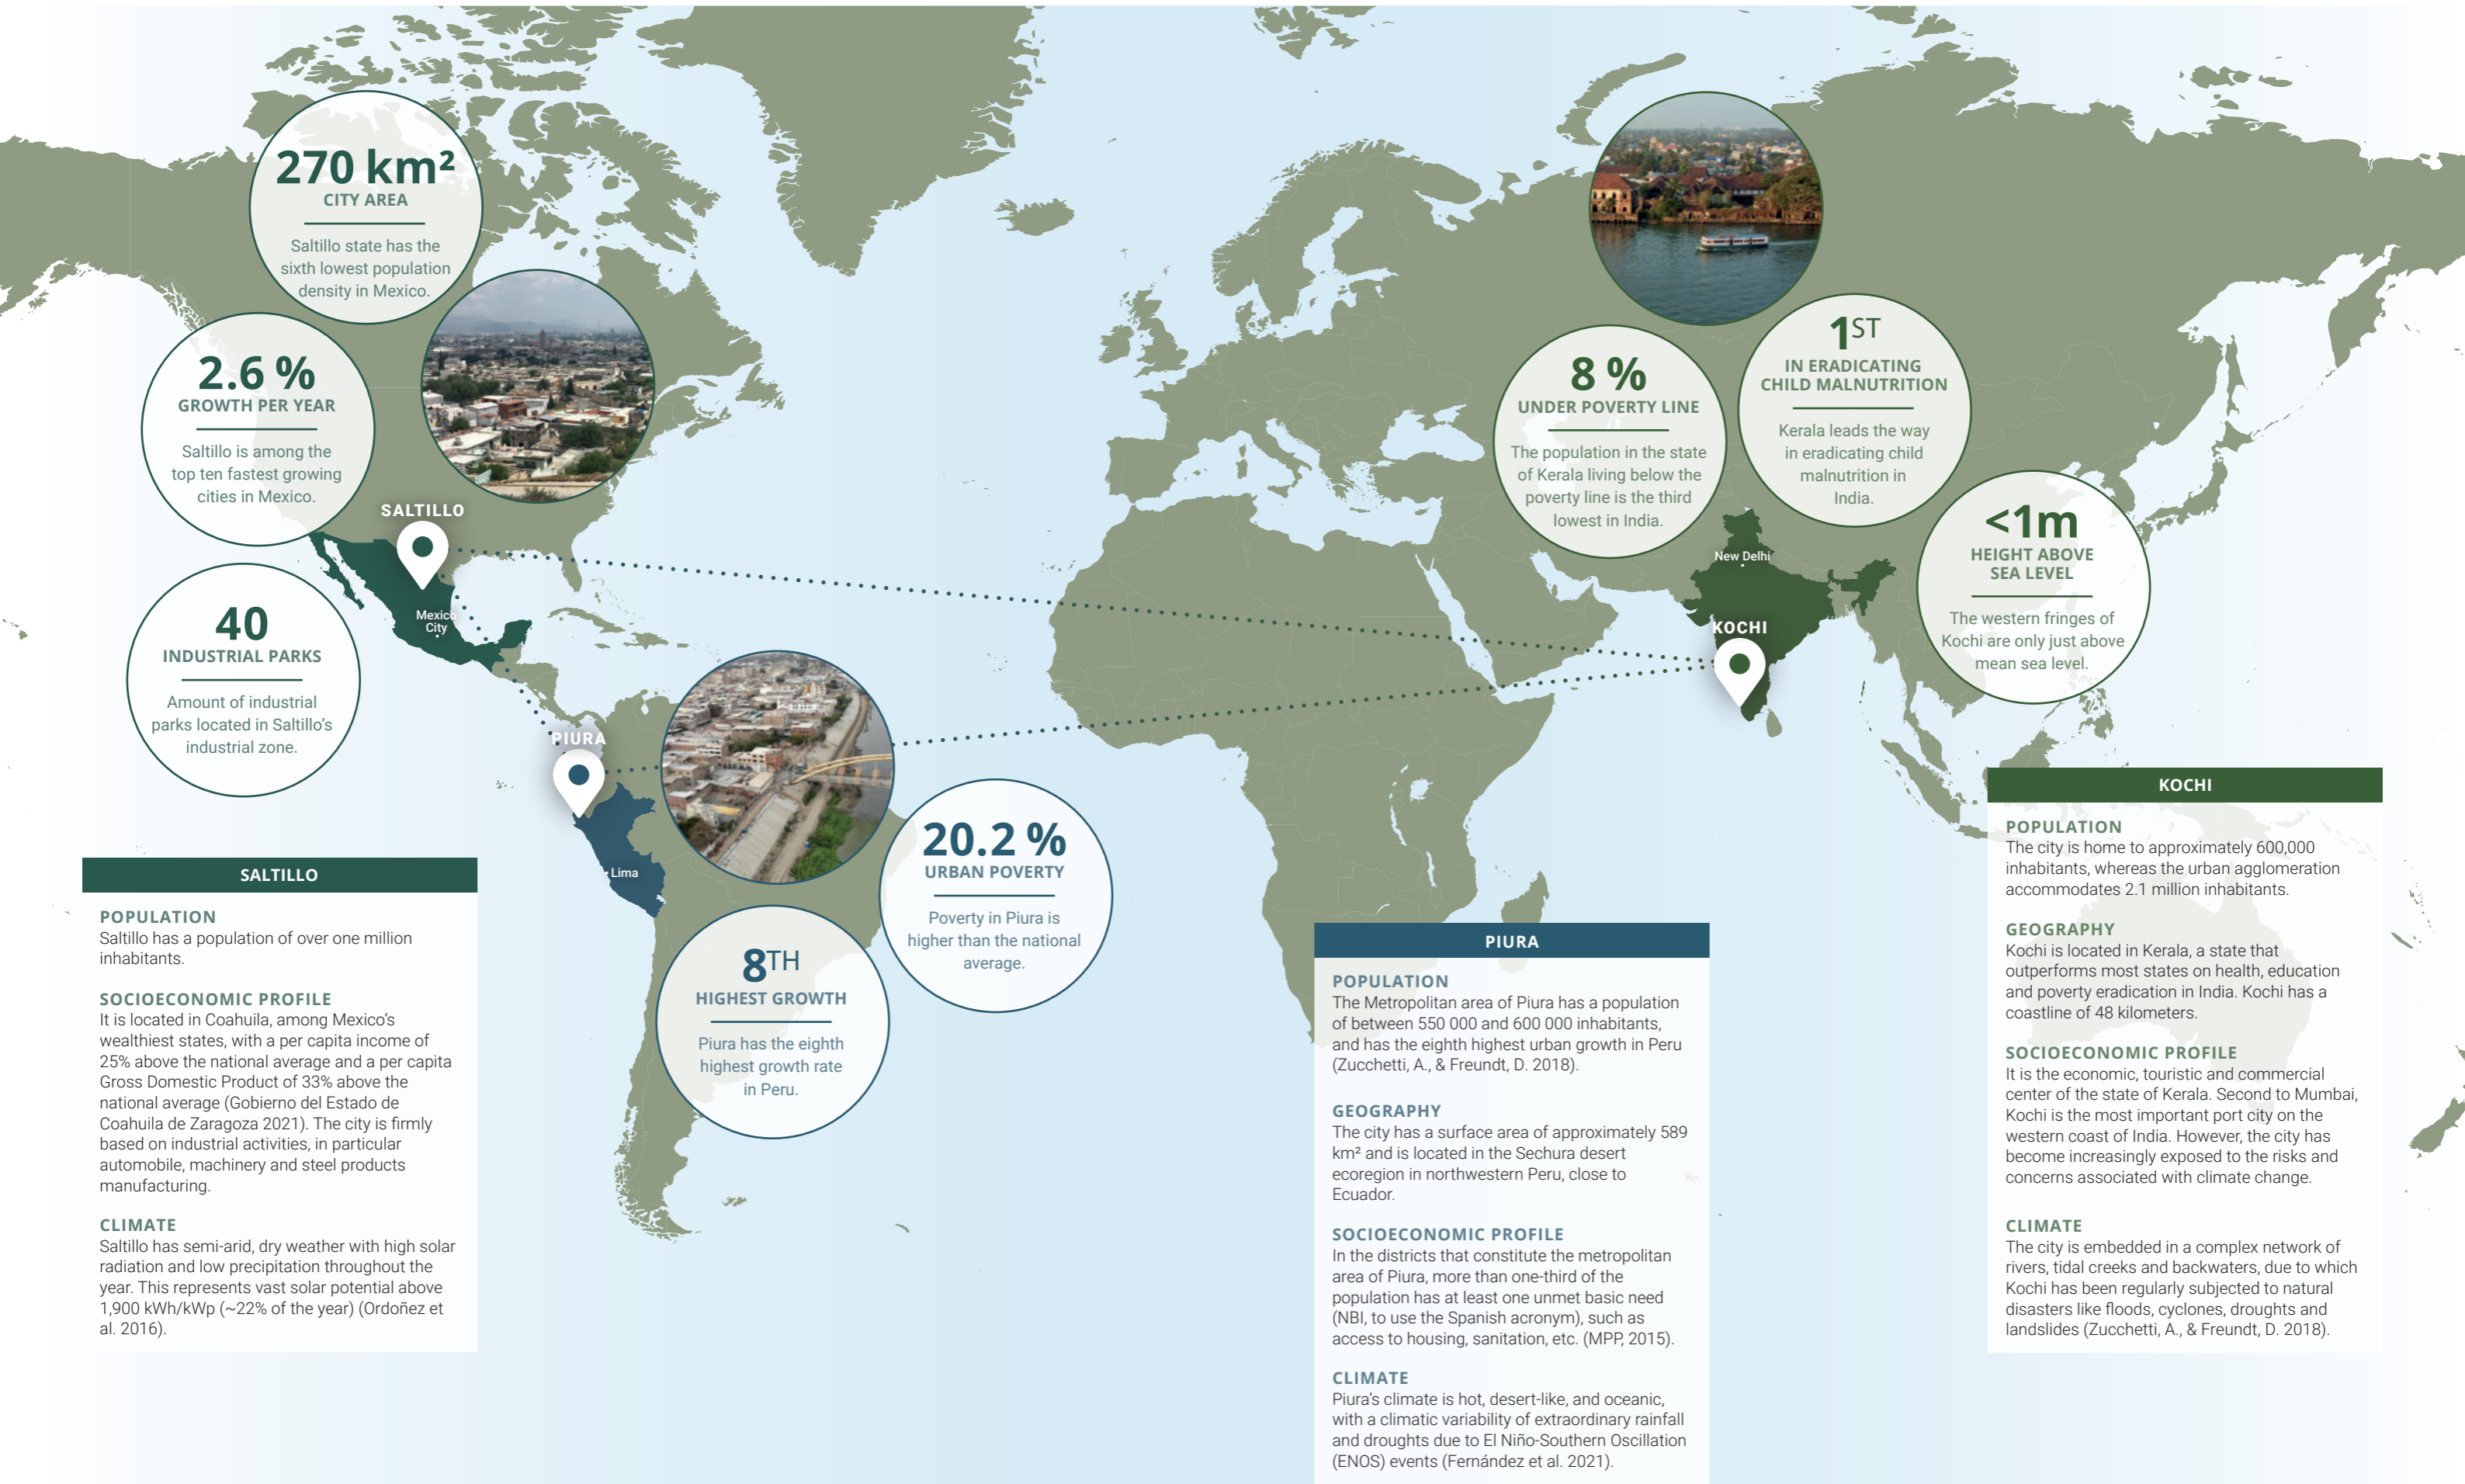 270 km²
CITY AREA
Saltillo state has the
sixth lowest population
density in Mexico.
2.6 %
GROWTH PER YEAR
Saltillo is among the
top ten fastest growing
cities in Mexico.
40
INDUSTRIAL PARKS
Amount of industrial
parks located in Saltillo's
industrial zone.
SALTILLO
Mexico
City
PIURA
Lima
8TH
HIGHEST GROWTH
Piura has the eighth
highest growth rate
in Peru.
20.2 %
URBAN POVERTY
Poverty in Piura is
higher than the national
average.
8 %
UNDER POVERTY LINE
The population in the state
of Kerala living below the
poverty line is the third
lowest in India.
1ST
IN ERADICATING
CHILD MALNUTRITION
Kerala leads the way
in eradicating child
malnutrition in
India.
<1m
HEIGHT ABOVE
SEA LEVEL
The western fringes of
Kochi are only just above
mean sea level.
New Delhi
KOCHI
SALTILLO
POPULATION
Saltillo has a population of over one million
inhabitants.
SOCIOECONOMIC PROFILE
It is located in Coahuila, among Mexico's
wealthiest states, with a per capita income of
25% above the national average and a per capita
Gross Domestic Product of 33% above the
national average (Gobierno del Estado de
Coahuila de Zaragoza 2021). The city is firmly
based on industrial activities, in particular
automobile, machinery and steel products
manufacturing.
CLIMATE
Saltillo has semi-arid, dry weather with high solar
radiation and low precipitation throughout the
year. This represents vast solar potential above
1,900 kWh/kWp (~22% of the year) (Ordoñez et
al. 2016).
PIURA
POPULATION
The Metropolitan area of Piura has a population
of between 550 000 and 600 000 inhabitants,
and has the eighth highest urban growth in Peru
(Zucchetti, A., & Freundt, D. 2018).
GEOGRAPHY
The city has a surface area of approximately 589
km² and is located in the Sechura desert
ecoregion in northwestern Peru, close to
Ecuador.
SOCIOECONOMIC PROFILE
In the districts that constitute the metropolitan
area of Piura, more than one-third of the
population has at least one unmet basic need
(NBI, to use the Spanish acronym), such as
access to housing, sanitation, etc. (MPP, 2015).
CLIMATE
Piura's climate is hot, desert-like, and oceanic,
with a climatic variability of extraordinary rainfall
and droughts due to El Niño-Southern Oscillation
(ENOS) events (Fernández et al. 2021).
KOCHI
POPULATION
The city is home to approximately 600,000
inhabitants, whereas the urban agglomeration
accommodates 2.1 million inhabitants.
GEOGRAPHY
Kochi is located in Kerala, a state that
outperforms most states on health, education
and poverty eradication in India. Kochi has a
coastline of 48 kilometers.
SOCIOECONOMIC PROFILE
It is the economic, touristic and commercial
center of the state of Kerala. Second to Mumbai,
Kochi is the most important port city on the
western coast of India. However, the city has
become increasingly exposed to the risks and
concerns associated with climate change.
CLIMATE
The city is embedded in a complex network of
rivers, tidal creeks and backwaters, due to which
Kochi has been regularly subjected to natural
disasters like floods, cyclones, droughts and
landslides (Zucchetti, A., & Freundt, D. 2018).